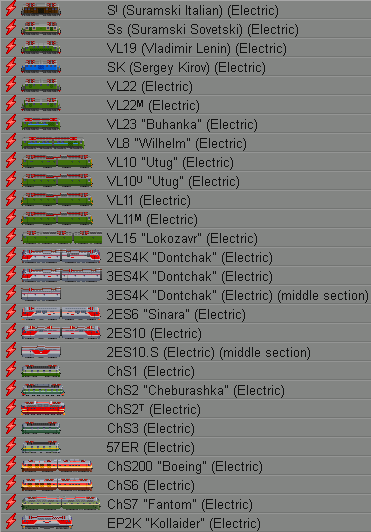 Sᴵ (Suramski Italian) (Electric)
Ss (Suramski Sovetski) (Electric)
VL19 (Vladimir Lenin) (Electric)
SK (Sergey Kirov) (Electric)
VL22 (Electric)
VL22ᴹ (Electric)
VL23 "Buhanka" (Electric)
VL8 "Wilhelm" (Electric)
VL10 "Utug" (Electric)
VL10ᵁ "Utug" (Electric)
VL11 (Electric)
VL11ᴹ (Electric)
VL15 "Lokozavr" (Electric)
2ES4K "Dontchak" (Electric)
3ES4K "Dontchak" (Electric)
3ES4K "Dontchak" (Electric) (middle section)
2ES6 "Sinara" (Electric)
2ES10 (Electric)
2ES10.S (Electric) (middle section)
ChS1 (Electric)
ChS2 "Cheburashka" (Electric)
ChS2ᵀ (Electric)
ChS3 (Electric)
57ER (Electric)
ChS200 "Boeing" (Electric)
ChS6 (Electric)
ChS7 "Fantom" (Electric)
EP2K "Kollaider" (Electric)